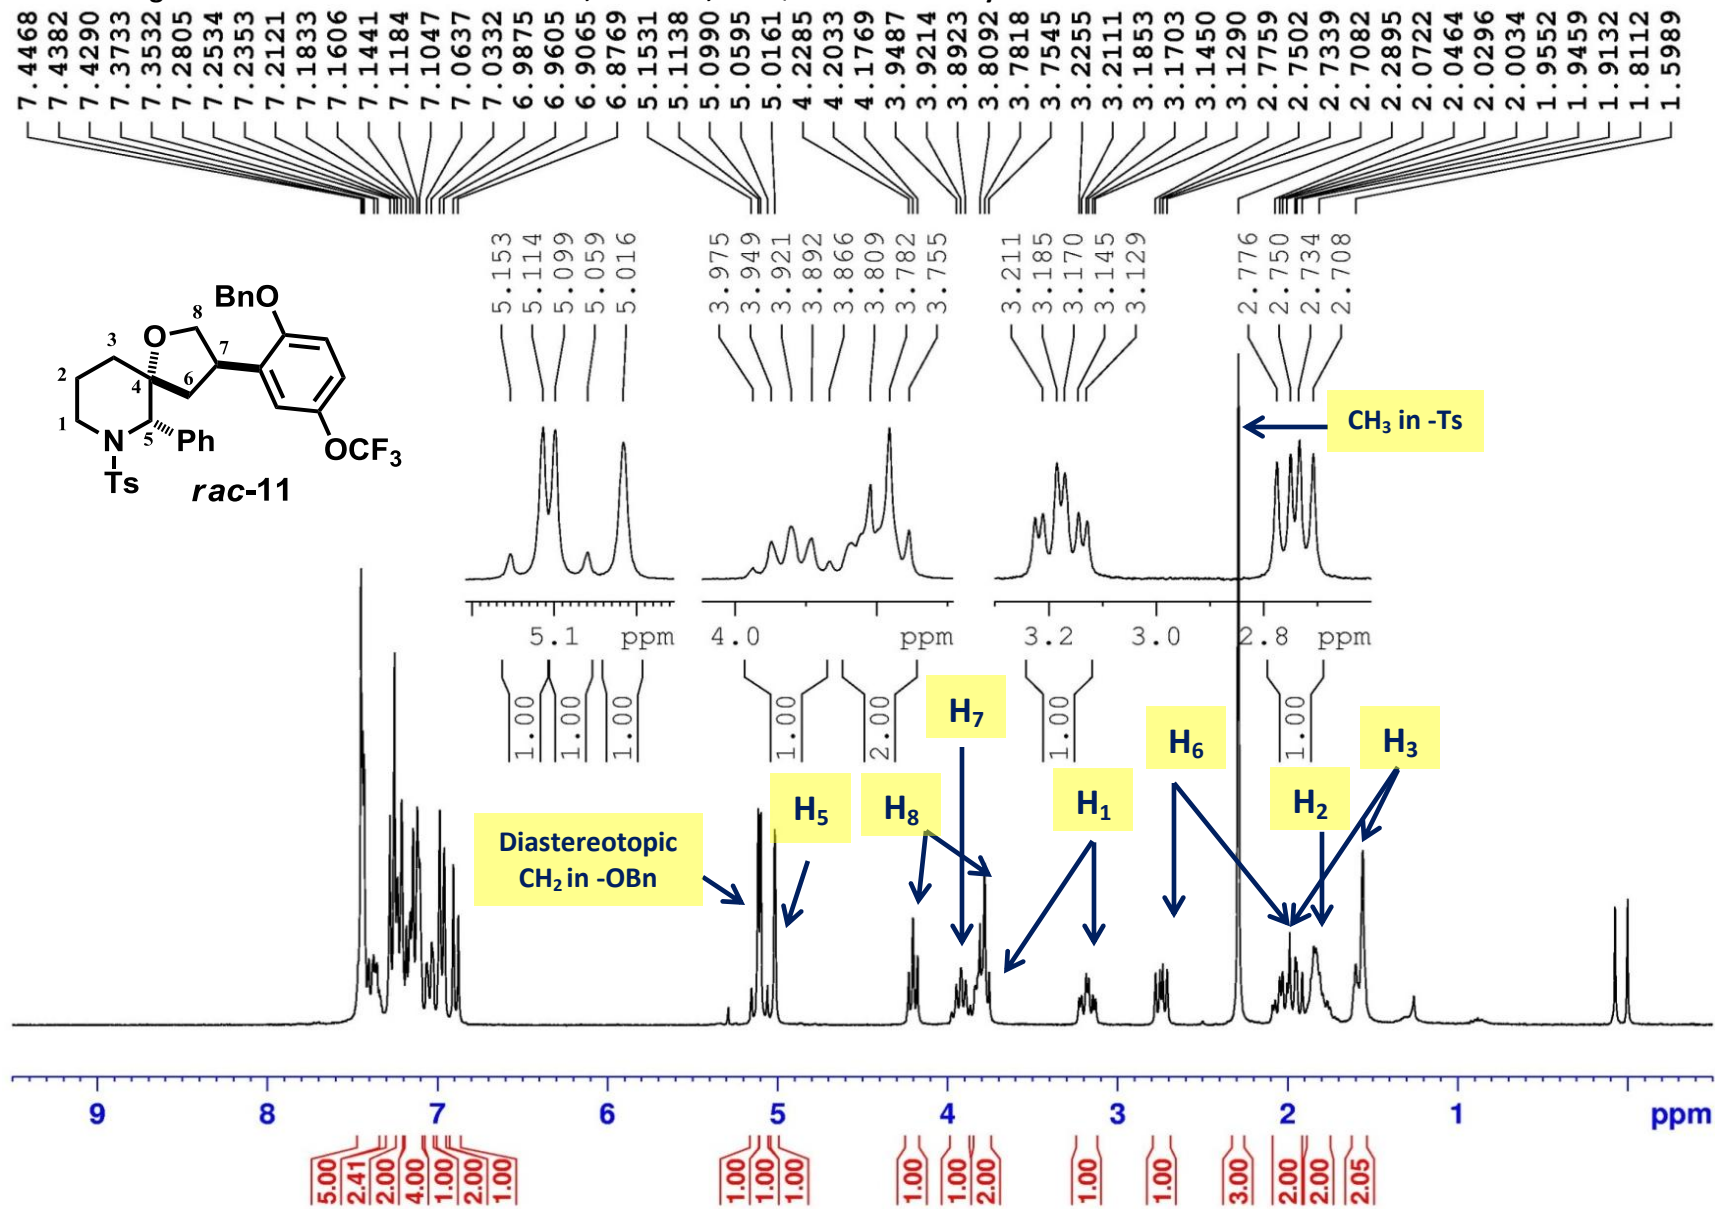 7.4468 7.4382 7.4290 7.3733 7.3532 7.2805 7.2534 7.2353 7.2121 7.1833 7.1606 7.1441 7.1184 7.1047 7.0637 7.0332 6.9875 6.9605 6.9065 6.8769 5.1531 5.1138 5.0990 5.0595 5.0161 4.2285 4.2033 4.1769 3.9487 3.9214 3.8923 3.8092 3.7818 3.7545 3.2255 3.2111 3.1853 3.1703 3.1450 3.1290 2.7759 2.7502 2.7339 2.7082 2.2895 2.0722 2.0464 2.0296 2.0034 1.9552 1.9459 1.9132 1.8112 1.5989
5.153 5.114 5.099 5.059 5.016
3.975 3.949 3.921 3.892 3.866 3.809 3.782 3.755
3.211 3.185 3.170 3.145 3.129
2.776 2.750 2.734 2.708
BnO
8
O
3
7
2
4
6
1
N
5
Ph
OCF3
Ts
rac-11
CH3 in -Ts
5.1 ppm
4.0 ppm
3.2 3.0 2.8 ppm
1.00 1.00 1.00
1.00 2.00
1.00
1.00
H7
H6
H3
H5
H8
H1
H2
Diastereotopic
CH2 in -OBn
9 8 7 6 5 4 3 2 1 ppm
5.00 2.41 2.00 4.00 1.00 2.00 1.00 1.00 1.00 1.00 1.00 1.00 2.00 1.00 1.00 3.00 2.00 2.00 2.05